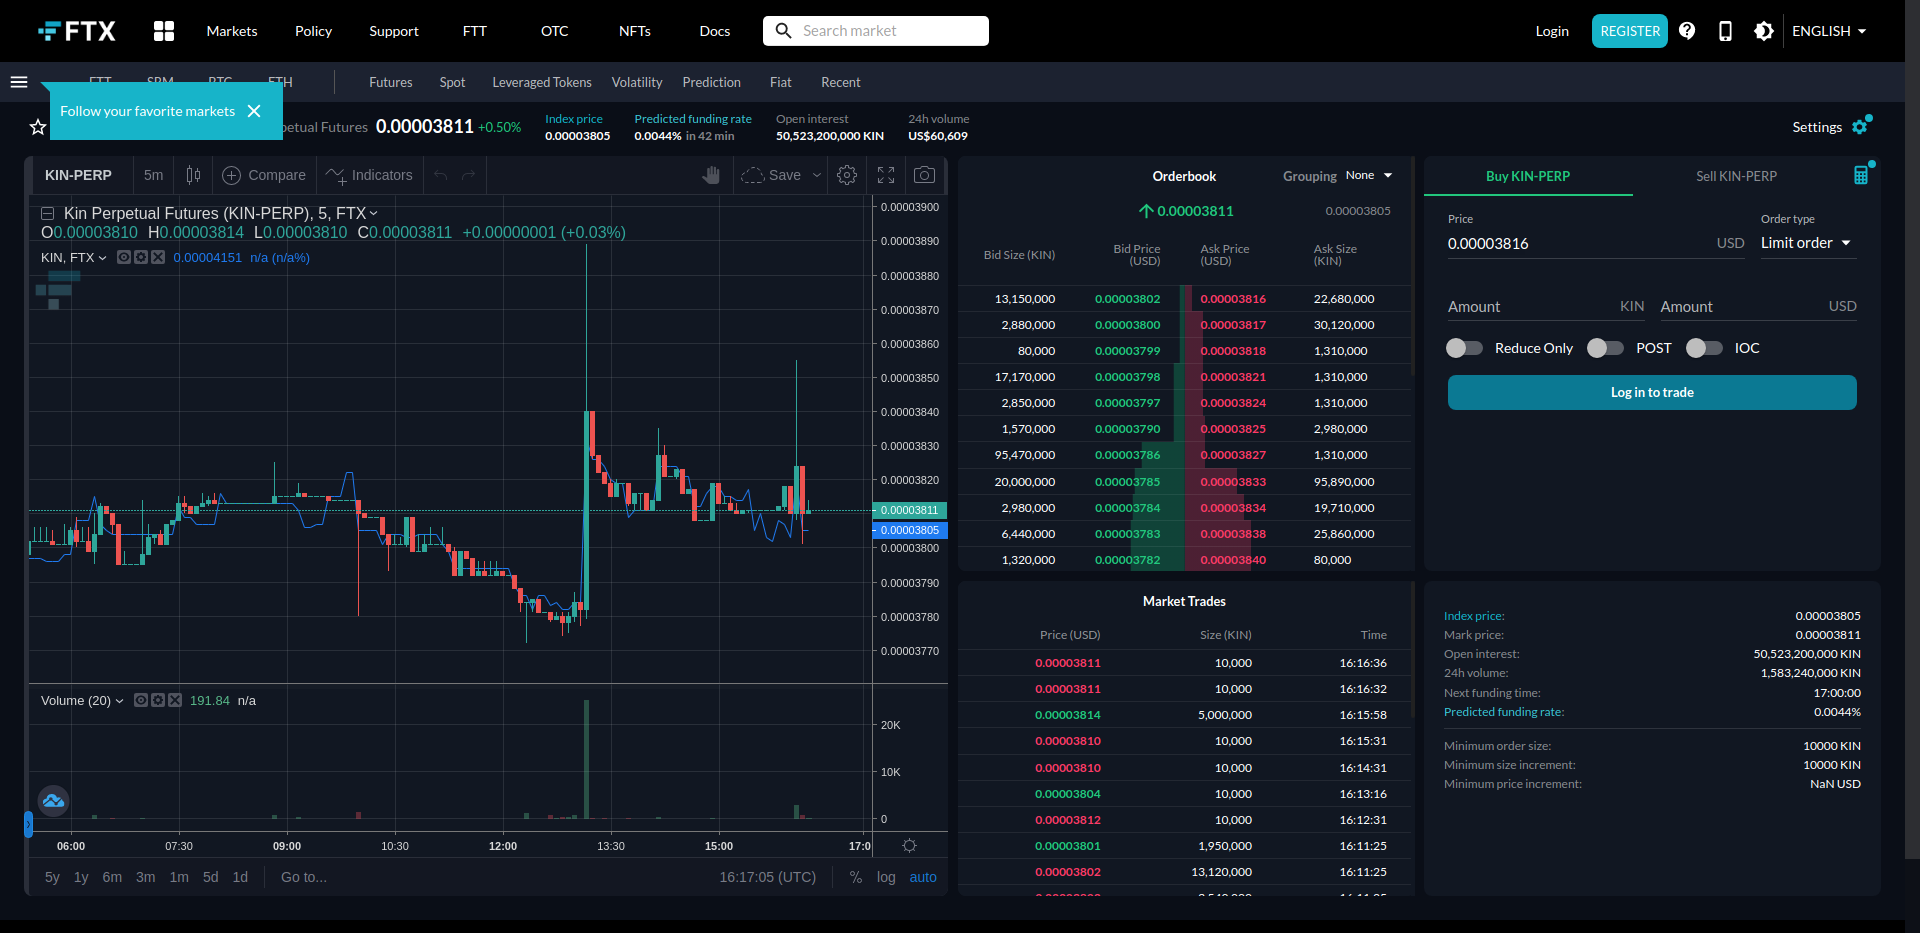 FTX
Markets
Policy
Support
FTT
OTC
NFTs
Docs
Search market
Login
REGISTER
ENGLISH
Futures
Spot
Leveraged Tokens
Volatility
Prediction
Fiat
Recent
Follow your favorite markets
petual Futures
0.00003811
+0.50%
Index price
0.00003805
Predicted funding rate
0.0044% in 42 min
Open interest
50,523,200,000 KIN
24h volume
US$60,609
Settings
KIN-PERP
5m
Compare
Indicators
Save
Kin Perpetual Futures (KIN-PERP), 5, FTX
O0.00003810 H0.00003814 L0.00003810 C0.00003811 +0.00000001 (+0.03%)
KIN, FTX
0.00004151 n/a (n/a%)
0.00003900
0.00003890
0.00003880
0.00003870
0.00003860
0.00003850
0.00003840
0.00003830
0.00003820
0.00003811
0.00003805
0.00003800
0.00003790
0.00003780
0.00003770
Volume (20)
191.84 n/a
20K
10K
0
06:00 07:30 09:00 10:30 12:00 13:30 15:00 17:0
5y 1y 6m 3m 1m 5d 1d Go to...
16:17:05 (UTC) % log auto
Orderbook
Grouping None
0.00003811
0.00003805
Bid Size (KIN)
Bid Price
(USD)
Ask Price
(USD)
Ask Size
(KIN)
13,150,000 0.00003802 0.00003816 22,680,000
2,880,000 0.00003800 0.00003817 30,120,000
80,000 0.00003799 0.00003818 1,310,000
17,170,000 0.00003798 0.00003821 1,310,000
2,850,000 0.00003797 0.00003824 1,310,000
1,570,000 0.00003790 0.00003825 2,980,000
95,470,000 0.00003786 0.00003827 1,310,000
20,000,000 0.00003785 0.00003833 95,890,000
2,980,000 0.00003784 0.00003834 19,710,000
6,440,000 0.00003783 0.00003838 25,860,000
1,320,000 0.00003782 0.00003840 80,000
Market Trades
Price (USD) Size (KIN) Time
0.00003811 10,000 16:16:36
0.00003811 10,000 16:16:32
0.00003814 5,000,000 16:15:58
0.00003810 10,000 16:15:31
0.00003810 10,000 16:14:31
0.00003804 10,000 16:13:16
0.00003812 10,000 16:12:31
0.00003801 1,950,000 16:11:25
0.00003802 13,120,000 16:11:25
Buy KIN-PERP
Sell KIN-PERP
Price
0.00003816 USD
Order type
Limit order
Amount KIN
Amount USD
Reduce Only
POST
IOC
Log in to trade
Index price: 0.00003805
Mark price: 0.00003811
Open interest: 50,523,200,000 KIN
24h volume: 1,583,240,000 KIN
Next funding time: 17:00:00
Predicted funding rate: 0.0044%
Minimum order size: 10000 KIN
Minimum size increment: 10000 KIN
Minimum price increment: NaN USD